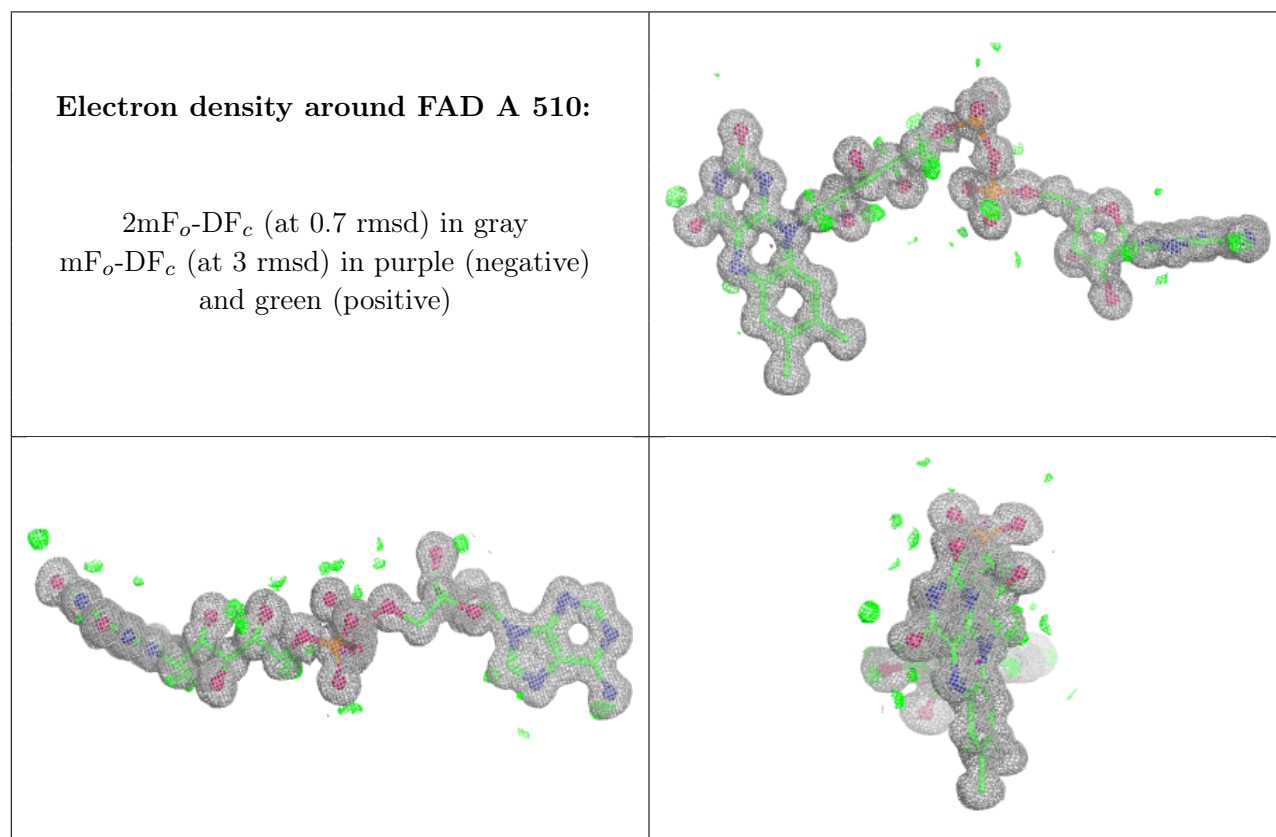 Electron density around FAD A 510:
2mFo-DFc (at 0.7 rmsd) in gray
mFo-DFc (at 3 rmsd) in purple (negative)
and green (positive)